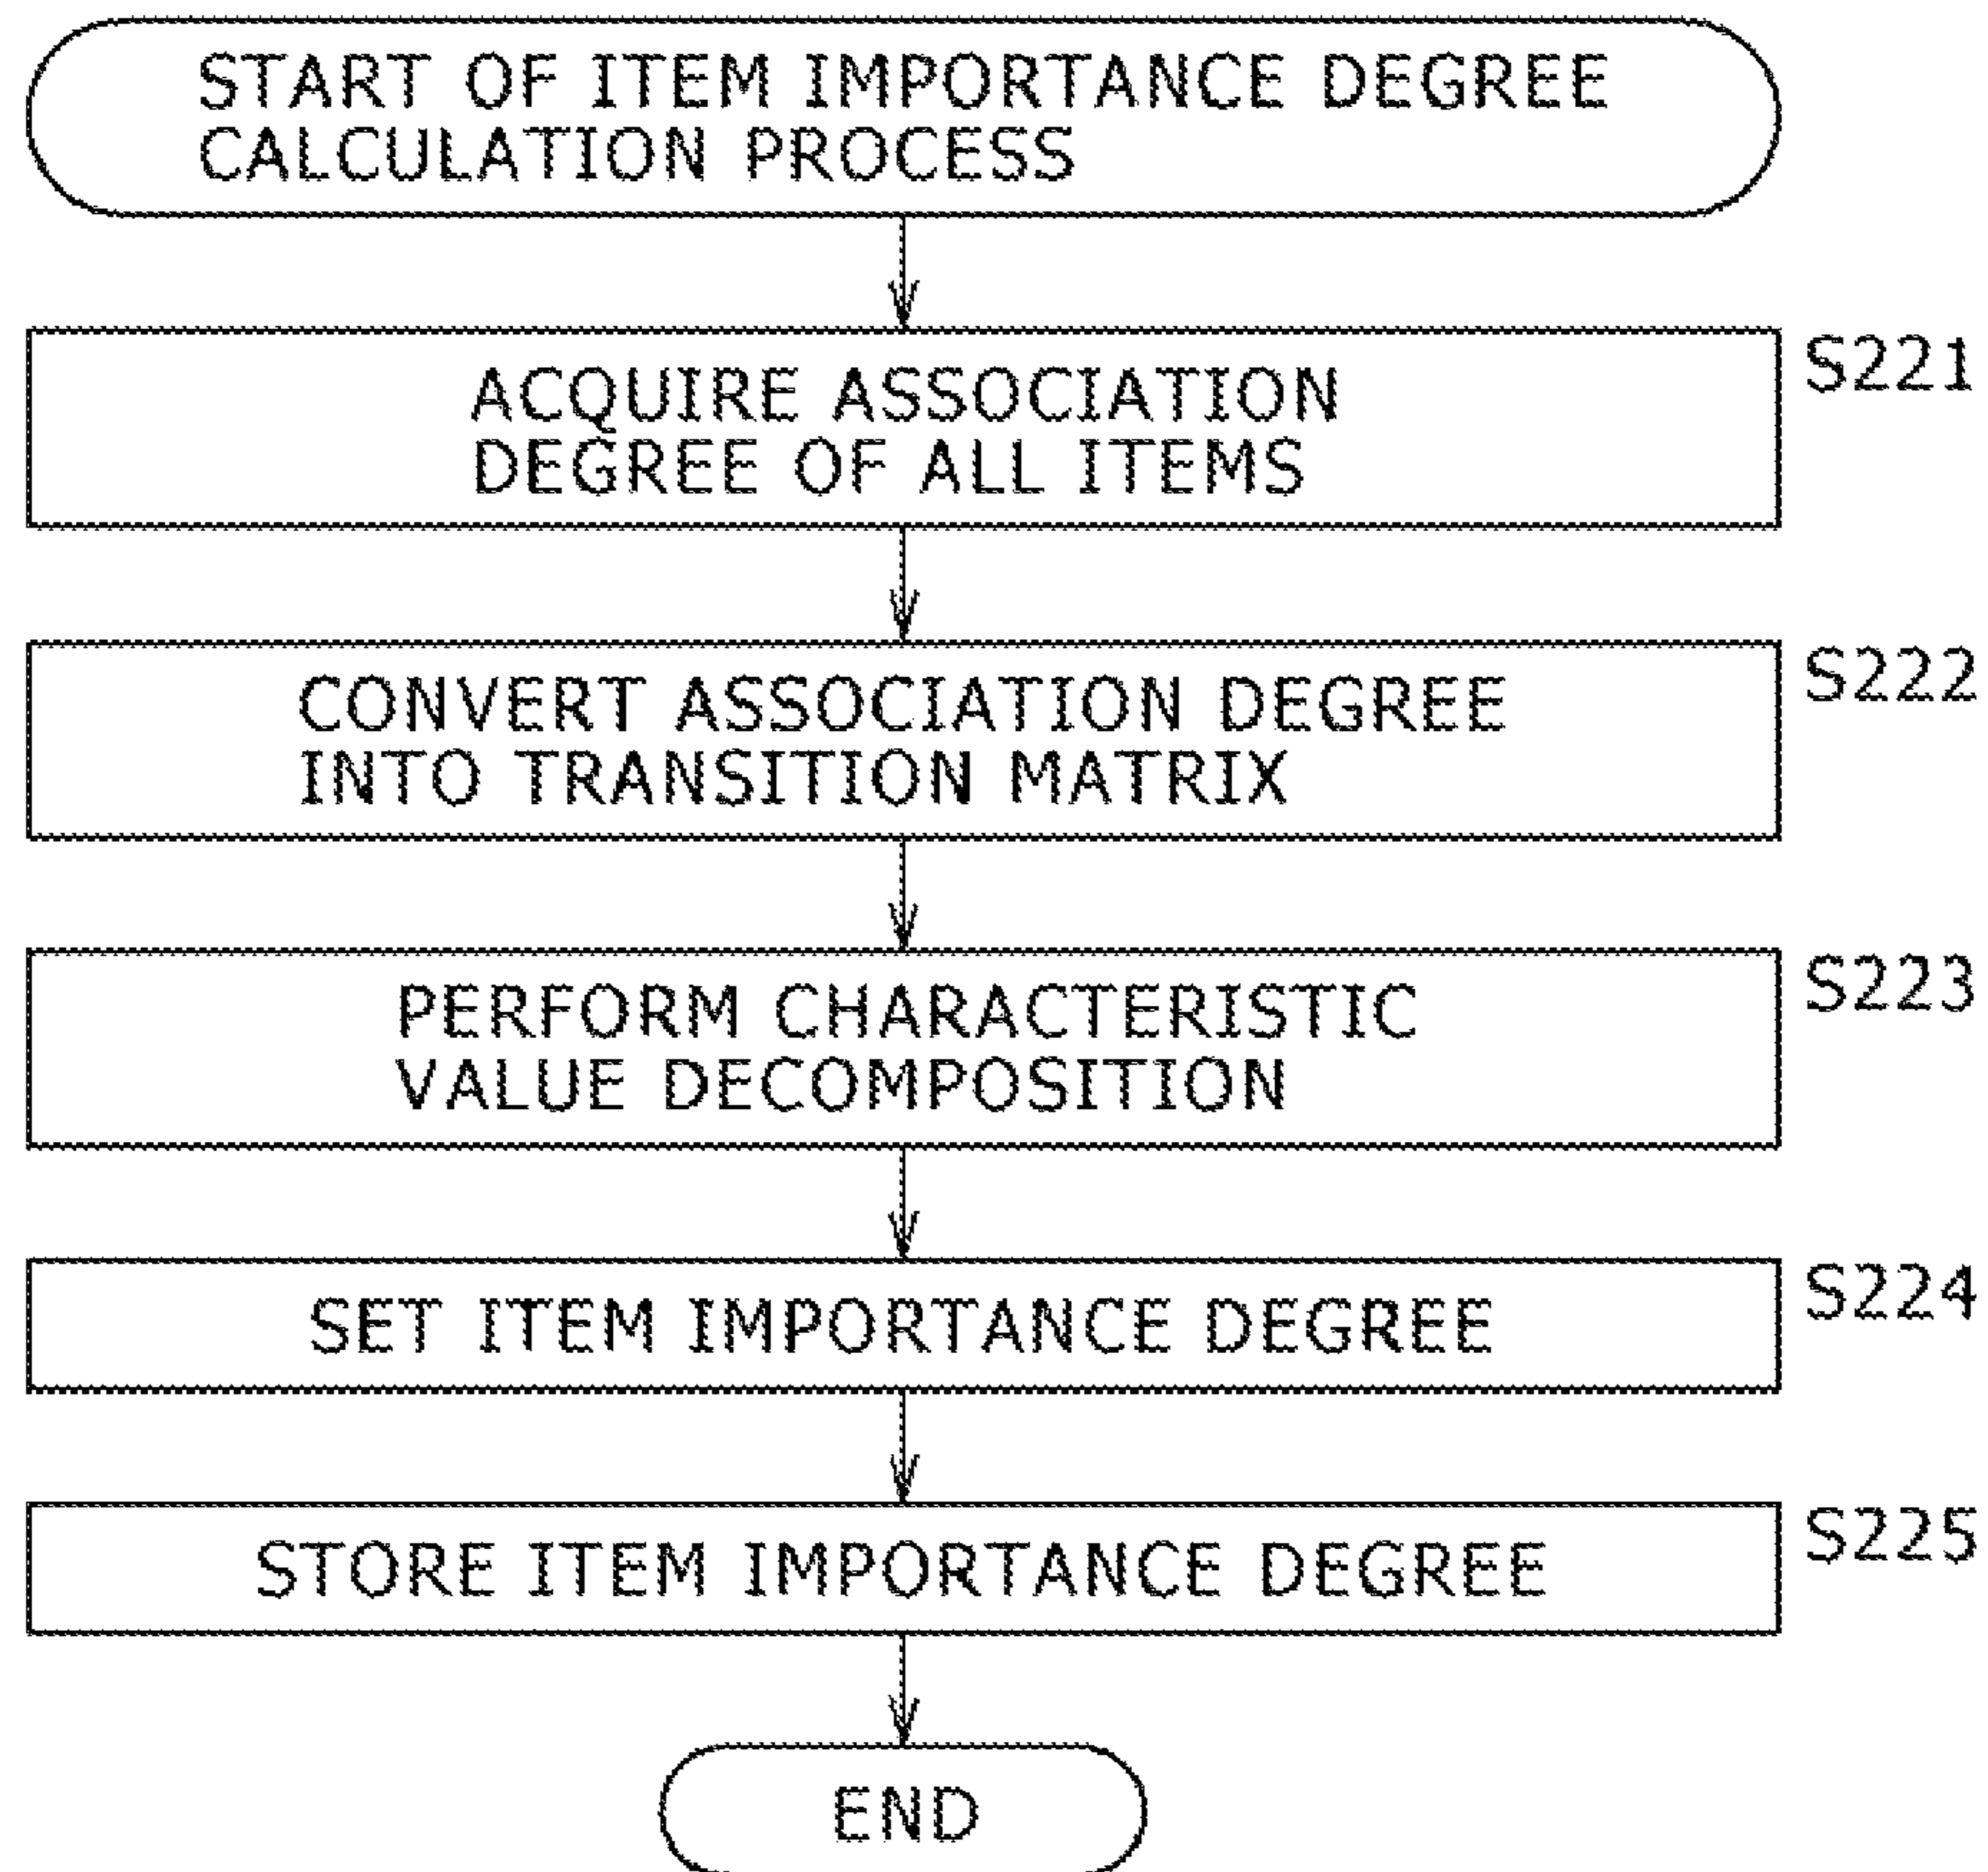 START OF ITEM IMPORTANCE DEGREE
CALCULATION PROCESS
ACQUIRE ASSOCIATION
DEGREE OF ALL ITEMS
S221
CONVERT ASSOCIATION DEGREE
INTO TRANSITION MATRIX
S222
PERFORM CHARACTERISTIC
VALUE DECOMPOSITION
S223
SET ITEM IMPORTANCE DEGREE
S224
STORE ITEM IMPORTANCE DEGREE
S225
END